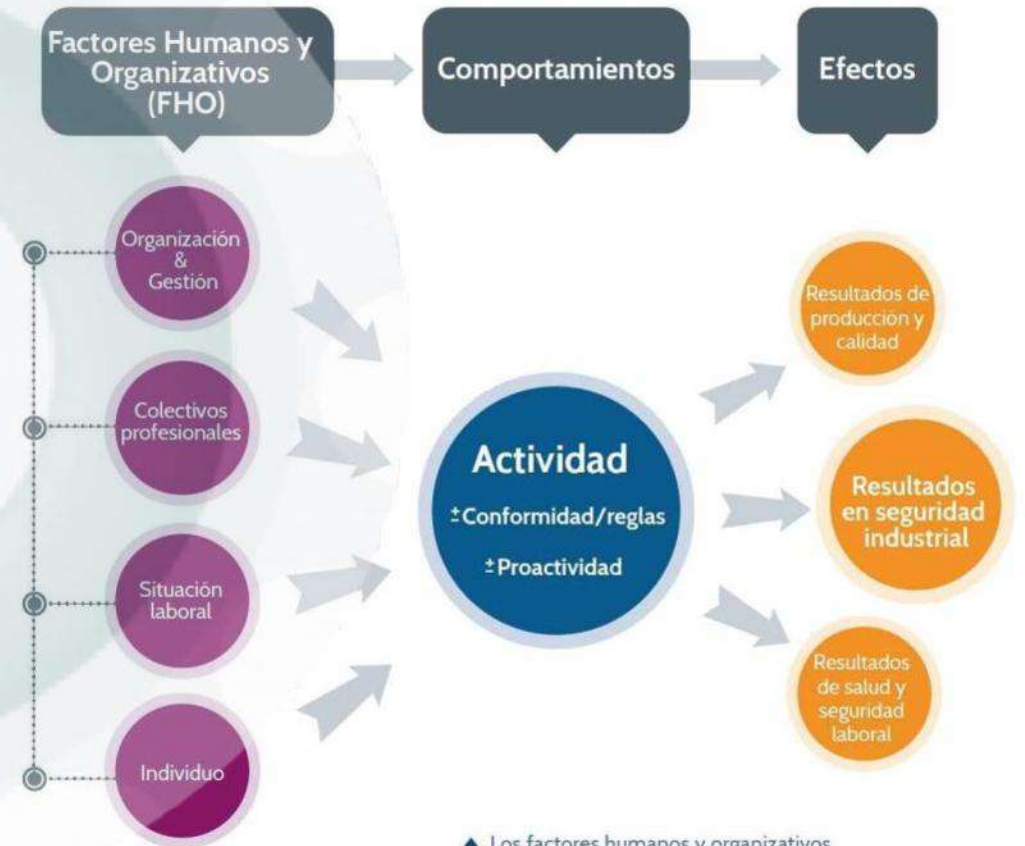 Factores Humanos y
Organizativos
(FHO)
Comportamientos
Efectos
Organización
&
Gestión
Colectivos
profesionales
Situación
laboral
Individuo
Actividad
±Conformidad/reglas
±Proactividad
Resultados de
producción y
calidad
Resultados
en seguridad
industrial
Resultados
de salud y
seguridad
laboral
▲ Los factores humanos y organizativos